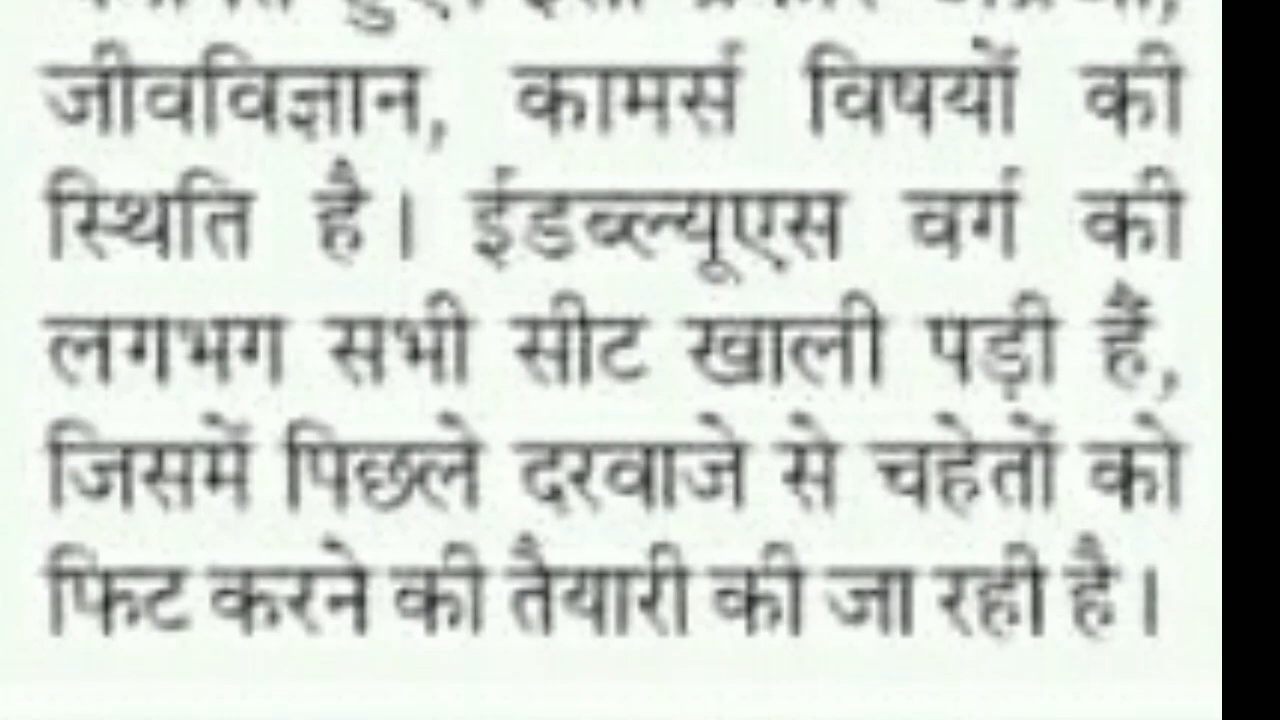 जीवविज्ञान, कामर्स विषयों की
स्थिति है। ईडब्ल्यूएस वर्ग की
लगभग सभी सीट खाली पड़ी हैं,
जिसमें पिछले दरवाजे से चहेतों को
फिट करने की तैयारी की जा रही है।